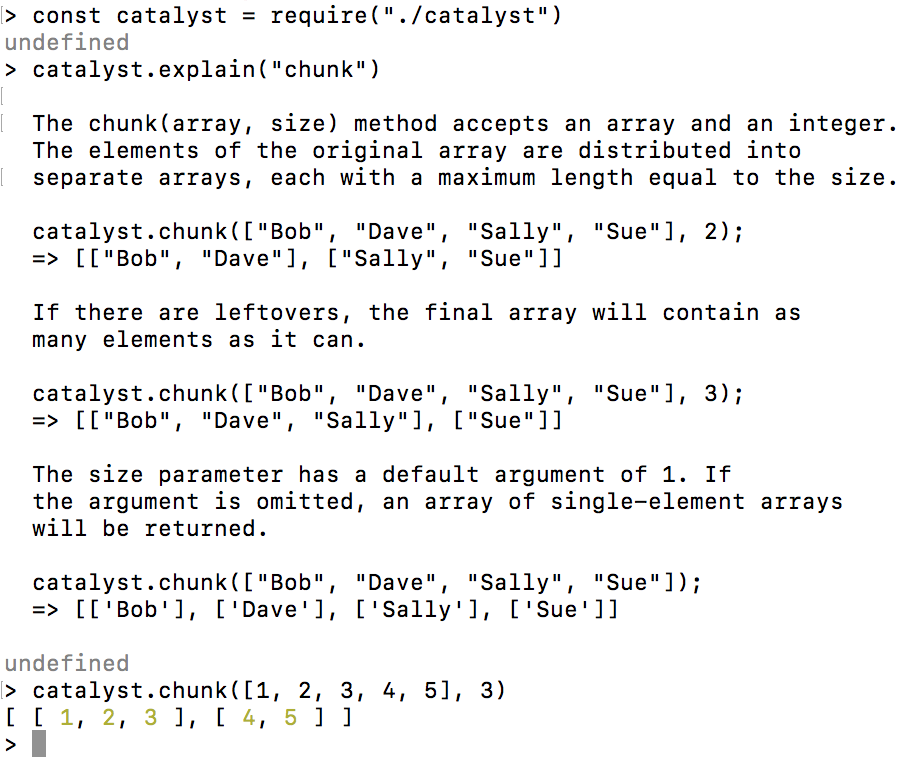 > const catalyst = require("./catalyst")
undefined
> catalyst.explain("chunk")
The chunk(array, size) method accepts an array and an integer.
The elements of the original array are distributed into
separate arrays, each with a maximum length equal to the size.
catalyst.chunk(["Bob", "Dave", "Sally", "Sue"], 2);
=> [["Bob", "Dave"], ["Sally", "Sue"]]
If there are leftovers, the final array will contain as
many elements as it can.
catalyst.chunk(["Bob", "Dave", "Sally", "Sue"], 3);
=> [["Bob", "Dave", "Sally"], ["Sue"]]
The size parameter has a default argument of 1. If
the argument is omitted, an array of single-element arrays
will be returned.
catalyst.chunk(["Bob", "Dave", "Sally", "Sue"]);
=> [['Bob'], ['Dave'], ['Sally'], ['Sue']]
undefined
> catalyst.chunk([1, 2, 3, 4, 5], 3)
[ [ 1, 2, 3 ], [ 4, 5 ] ]
>